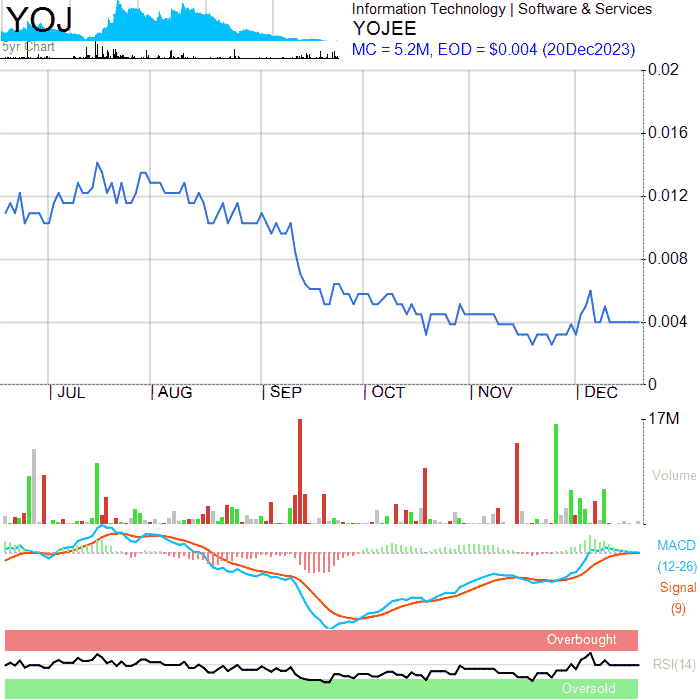 YOJ
5yr Chart
Information Technology | Software & Services
YOJEE
MC = 5.2M, EOD = $0.004 (20Dec2023)
0.02
0.016
0.012
0.008
0.004
0
JUL AUG SEP OCT NOV DEC
17M
Volume
MACD
(12-26)
Signal
(9)
Overbought
RSI(14)
Oversold